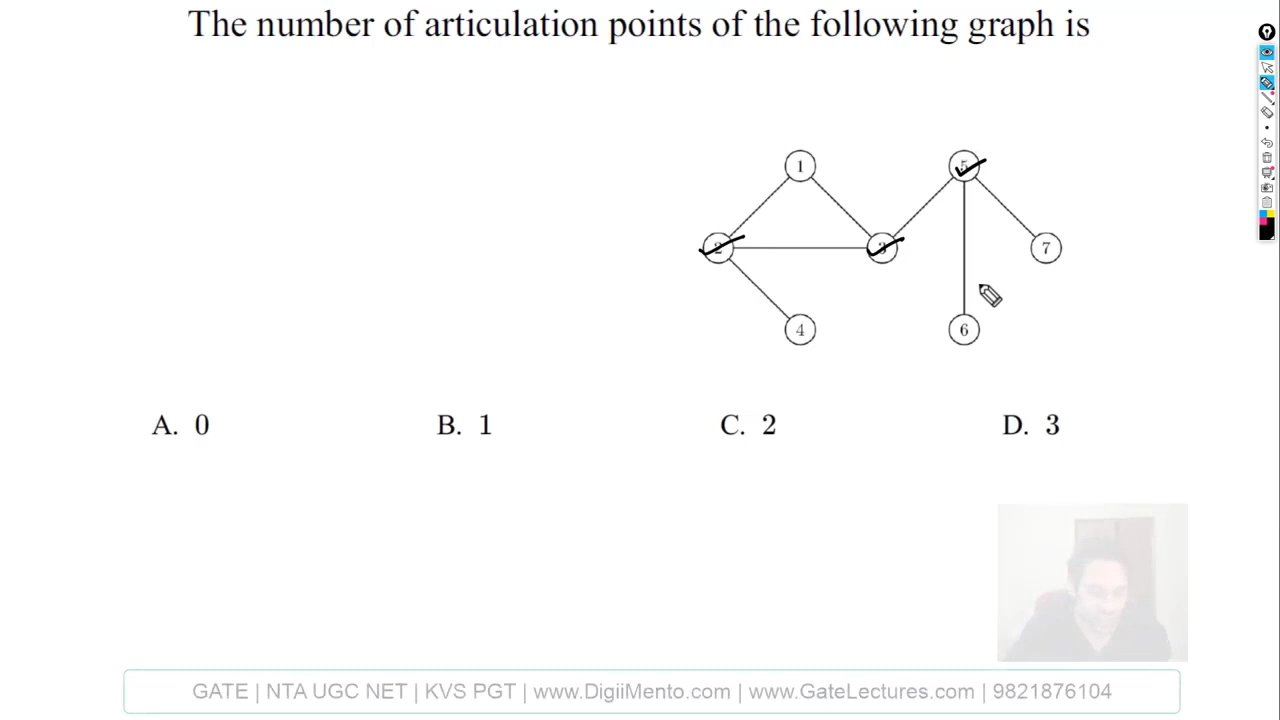 The number of articulation points of the following graph is
1 5
2 3 7
4 6
A. 0 B. 1 C. 2 D. 3
GATE | NTA UGC NET | KVS PGT | www.DigiiMento.com | www.GateLectures.com | 9821876104